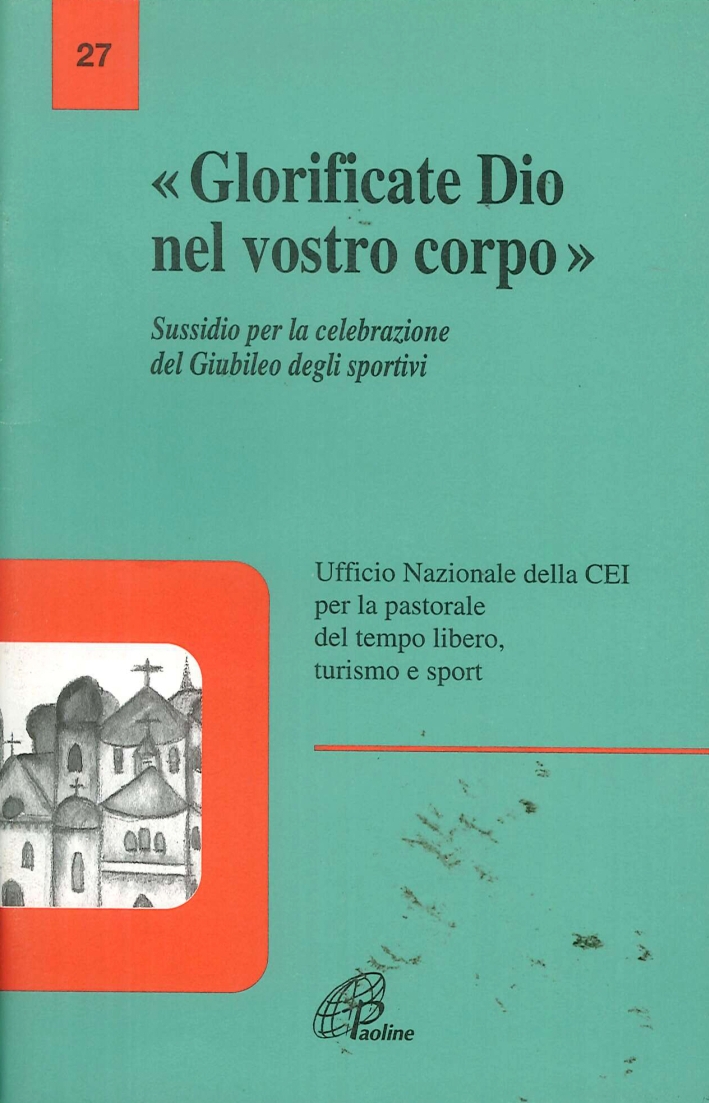 27
« Glorificate Dio
nel vostro corpo »
Sussidio per la celebrazione
del Giubileo degli sportivi
Ufficio Nazionale della CEI
per la pastorale
del tempo libero,
turismo e sport
Paoline